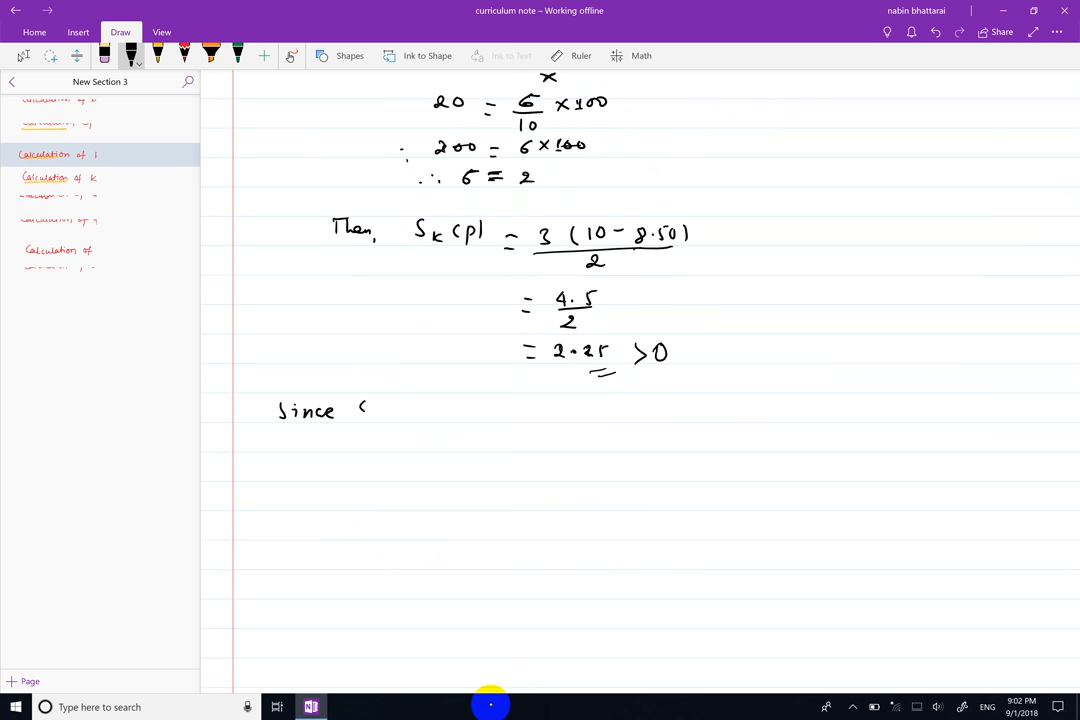 curriculum note – Working offline
nabin bhattarai
Home Insert Draw View
Share
Shapes Ink to Shape Ink to Text Ruler Math
New Section 3
Calculation of
Calculation of k
Calculation of
Calculation of
x
20 = σ/10 × 100
∴ 200 = σ × 100
∴ σ = 2
Then, Sk(p) = 3 (10 − 8.50)/2
= 4.5/2
= 2.25 >0
Since
+ Page
Type here to search
ENG
9:02 PM
9/1/2018